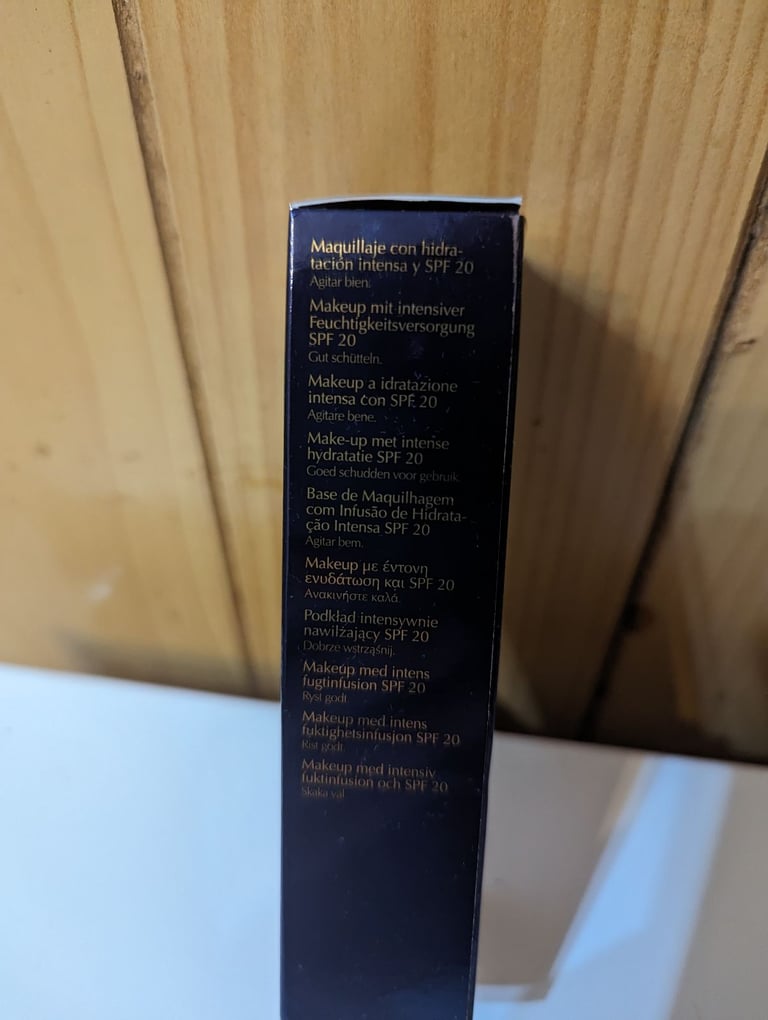 Maquillaje con hidra-
tación intensa y SPF 20
Agitar bien.
Makeup mit intensiver
Feuchtigkeitsversorgung
SPF 20
Gut schütteln.
Makeup a idratazione
intensa con SPF 20
Agitare bene.
Make-up met intense
hydratatie SPF 20
Goed schudden voor gebruik.
Base de Maquilhagem
com Infusão de Hidrata-
ção Intensa SPF 20
Agitar bem.
Makeup με έντονη
ενυδάτωση και SPF 20
Ανακινήστε καλά.
Podkład intensywnie
nawilżający SPF 20
Dobrze wstrząśnij.
Makeup med intens
fugtinfusion SPF 20
Ryst godt
Makeup med intens
fuktighetsinfusjon SPF 20
Rist godt.
Makeup med intensiv
fuktinfusion och SPF 20
Skaka väl